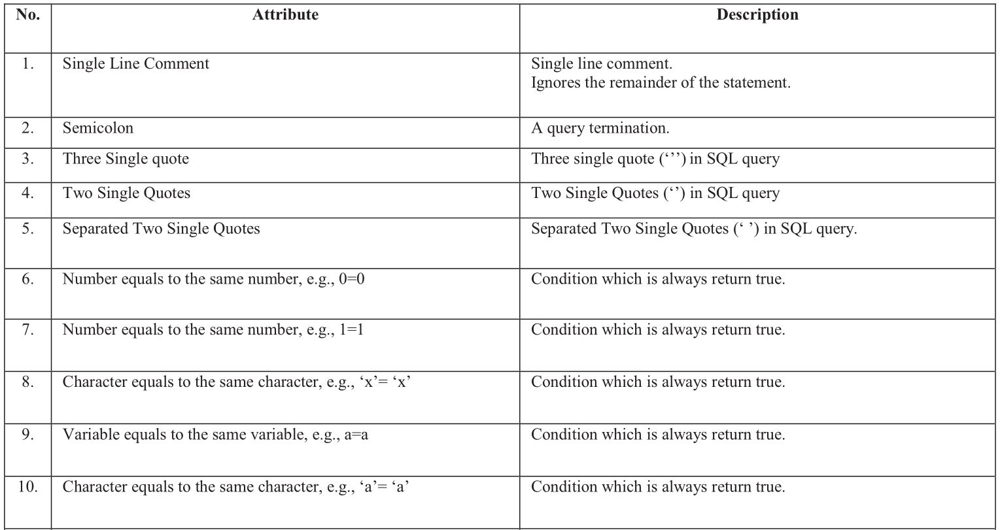 No. Attribute Description
1. Single Line Comment Single line comment.
Ignores the remainder of the statement.
2. Semicolon A query termination.
3. Three Single quote Three single quote (‘’’) in SQL query
4. Two Single Quotes Two Single Quotes (‘’) in SQL query
5. Separated Two Single Quotes Separated Two Single Quotes (‘ ’) in SQL query.
6. Number equals to the same number, e.g., 0=0 Condition which is always return true.
7. Number equals to the same number, e.g., 1=1 Condition which is always return true.
8. Character equals to the same character, e.g., ‘x’= ‘x’ Condition which is always return true.
9. Variable equals to the same variable, e.g., a=a Condition which is always return true.
10. Character equals to the same character, e.g., ‘a’= ‘a’ Condition which is always return true.